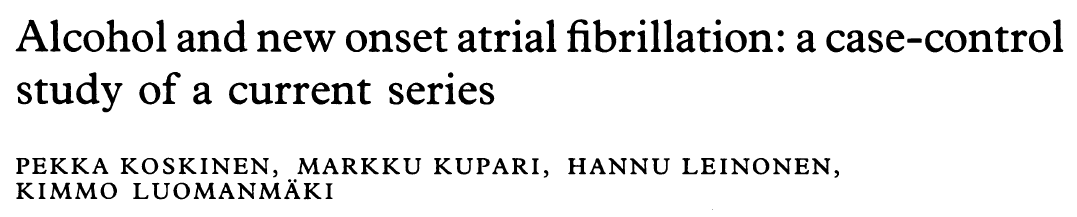 Alcohol and new onset atrial fibrillation: a case-control
study of a current series
PEKKA KOSKINEN, MARKKU KUPARI, HANNU LEINONEN,
KIMMO LUOMANMÄKI